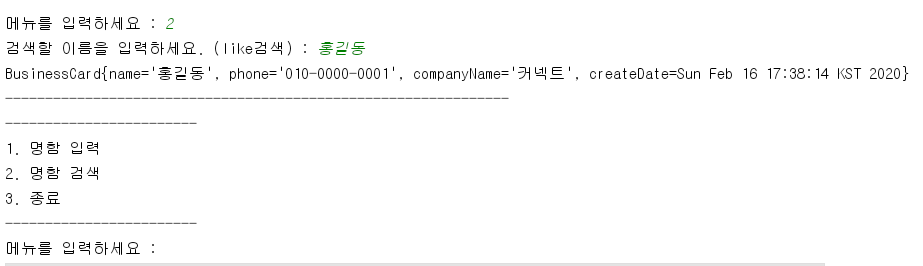 메뉴를 입력하세요 : 2
검색할 이름을 입력하세요. (like검색) : 홍길동
BusinessCard{name='홍길동', phone='010-0000-0001', companyName='커넥트', createDate=Sun Feb 16 17:38:14 KST 2020}
---------------------------------------------------------------
------------------------
1. 명함 입력
2. 명함 검색
3. 종료
------------------------
메뉴를 입력하세요 :